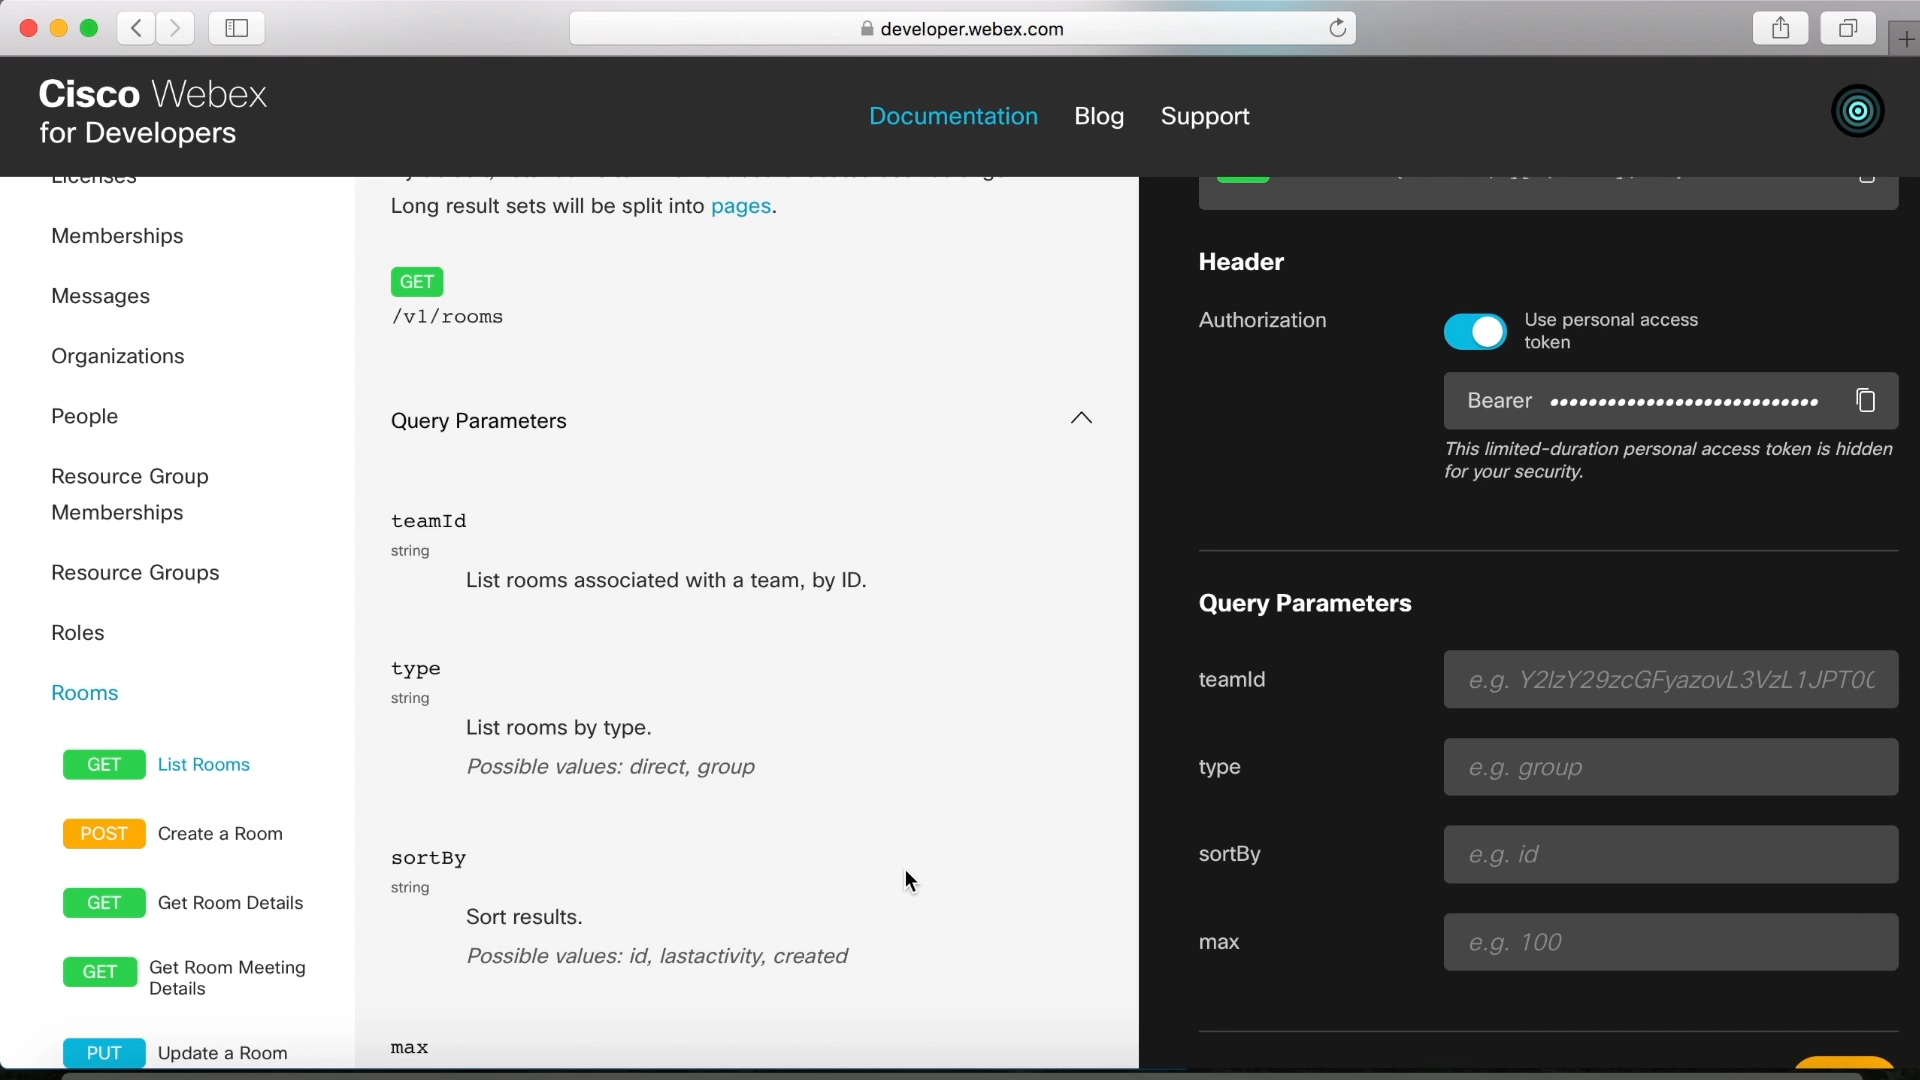 developer.webex.com
Cisco Webex
for Developers
Documentation
Blog
Support
Licenses
Memberships
Messages
Organizations
People
Resource Group
Memberships
Resource Groups
Roles
Rooms
GET List Rooms
POST Create a Room
GET Get Room Details
GET Get Room Meeting
Details
PUT Update a Room
Long result sets will be split into pages.
GET
/v1/rooms
Query Parameters
teamId
string
List rooms associated with a team, by ID.
type
string
List rooms by type.
Possible values: direct, group
sortBy
string
Sort results.
Possible values: id, lastactivity, created
max
Header
Authorization
Use personal access
token
Bearer ••••••••••••••••••••••••••••
This limited-duration personal access token is hidden
for your security.
Query Parameters
teamId
e.g. Y2lzY29zcGFyazovL3VzL1JPT0
type
e.g. group
sortBy
e.g. id
max
e.g. 100